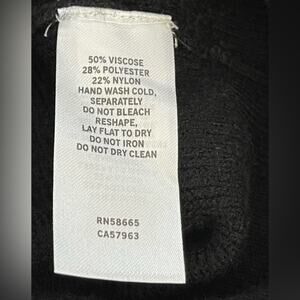 50% VISCOSE
28% POLYESTER
22% NYLON
HAND WASH COLD,
SEPARATELY
DO NOT BLEACH
RESHAPE,
LAY FLAT TO DRY
DO NOT IRON
DO NOT DRY CLEAN
RN58665
CA57963